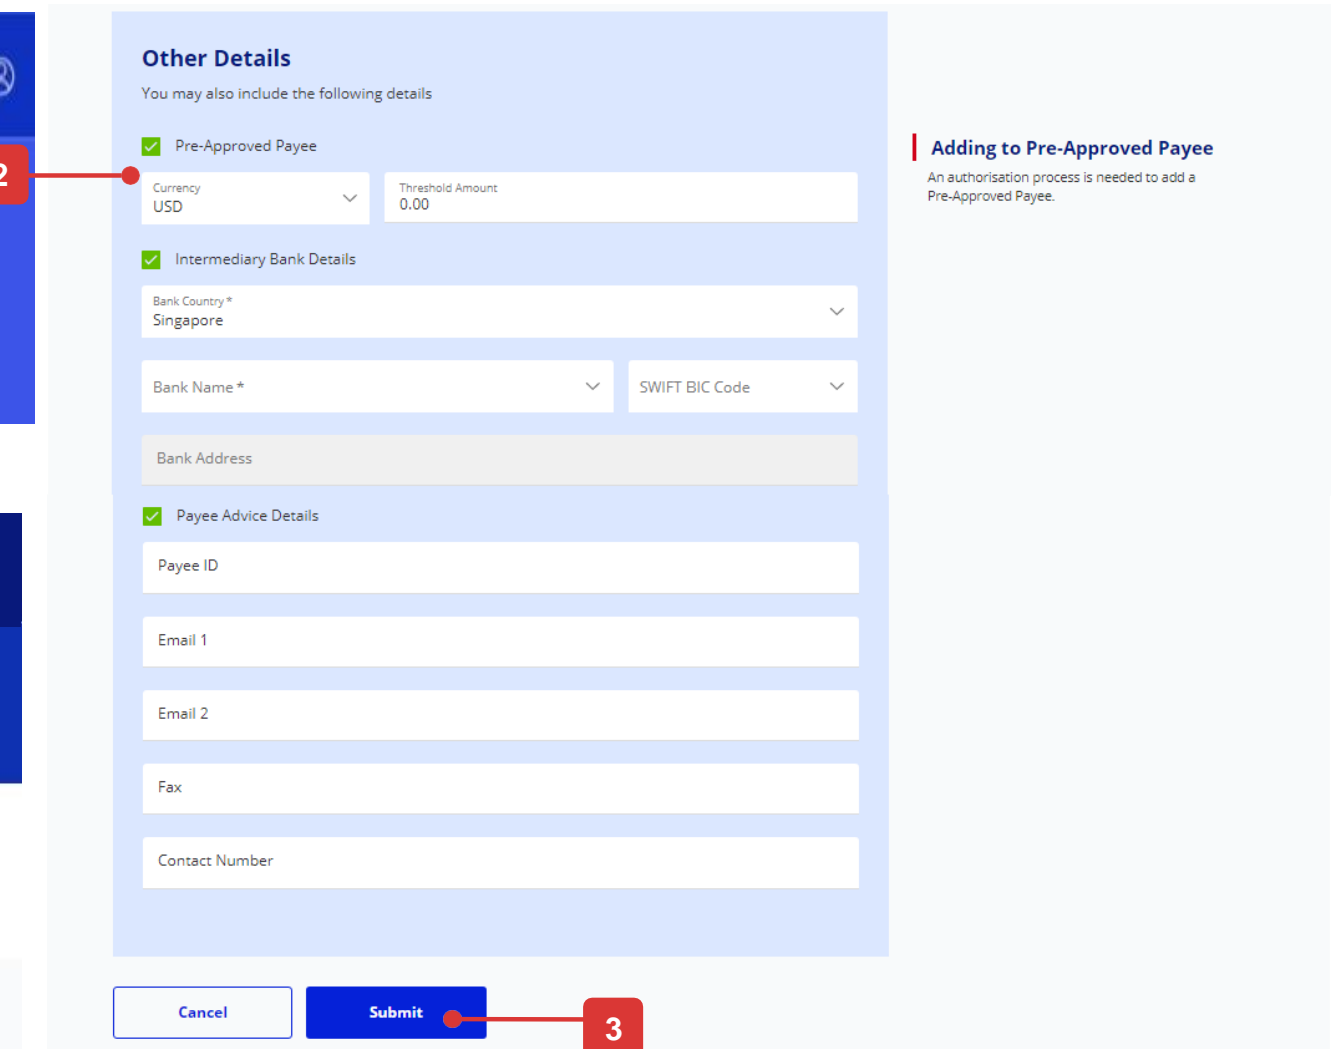 Other Details
You may also include the following details
Pre-Approved Payee
2
Currency
USD
Threshold Amount
0.00
Adding to Pre-Approved Payee
An authorisation process is needed to add a
Pre-Approved Payee.
Intermediary Bank Details
Bank Country *
Singapore
Bank Name *
SWIFT BIC Code
Bank Address
Payee Advice Details
Payee ID
Email 1
Email 2
Fax
Contact Number
Cancel
Submit
3